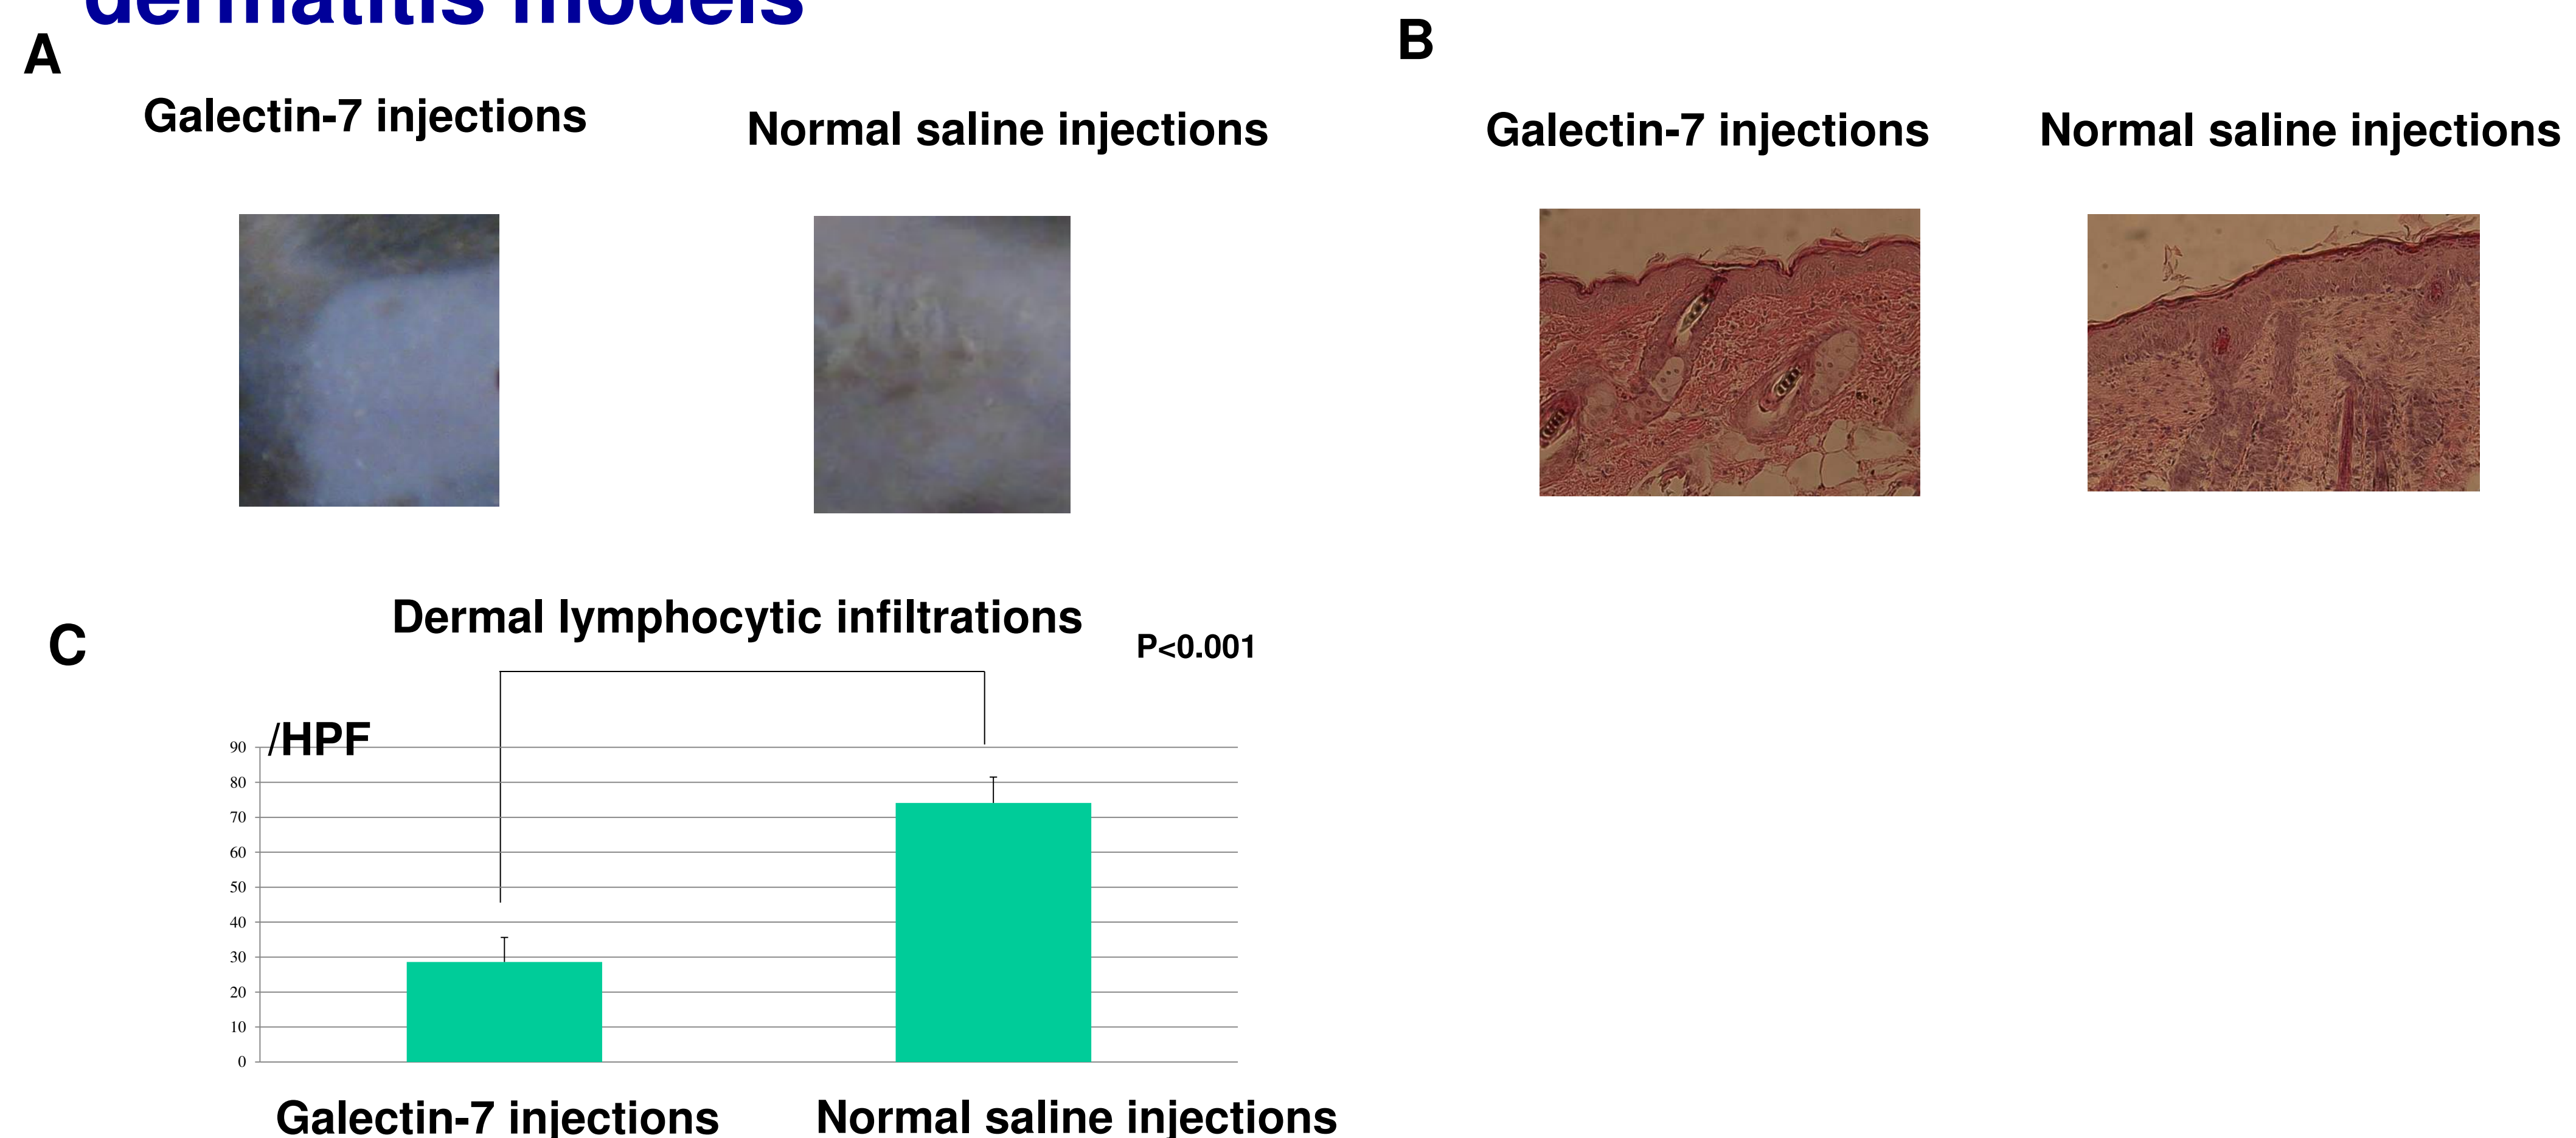 dermatitis models
A
B
Galectin-7 injections
Normal saline injections
Galectin-7 injections
Normal saline injections
C
Dermal lymphocytic infiltrations
P<0.001
/HPF
90
80
70
60
50
40
30
20
10
0
Galectin-7 injections
Normal saline injections